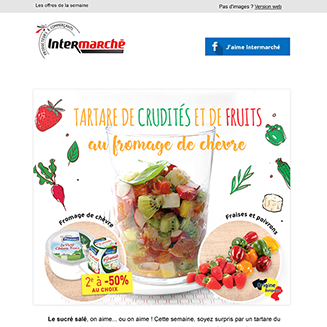 Les offres de la semaine
Pas d'images ? Version web
Intermarché
J'aime Intermarché
TARTARE DE CRUDITÉS ET DE FRUITS
au fromage de chèvre
Fromage de chèvre
Fraises et poivrons
2e à -50%
AU CHOIX
Le sucré salé, on aime... ou on aime ! Cette semaine, soyez surpris par un tartare du